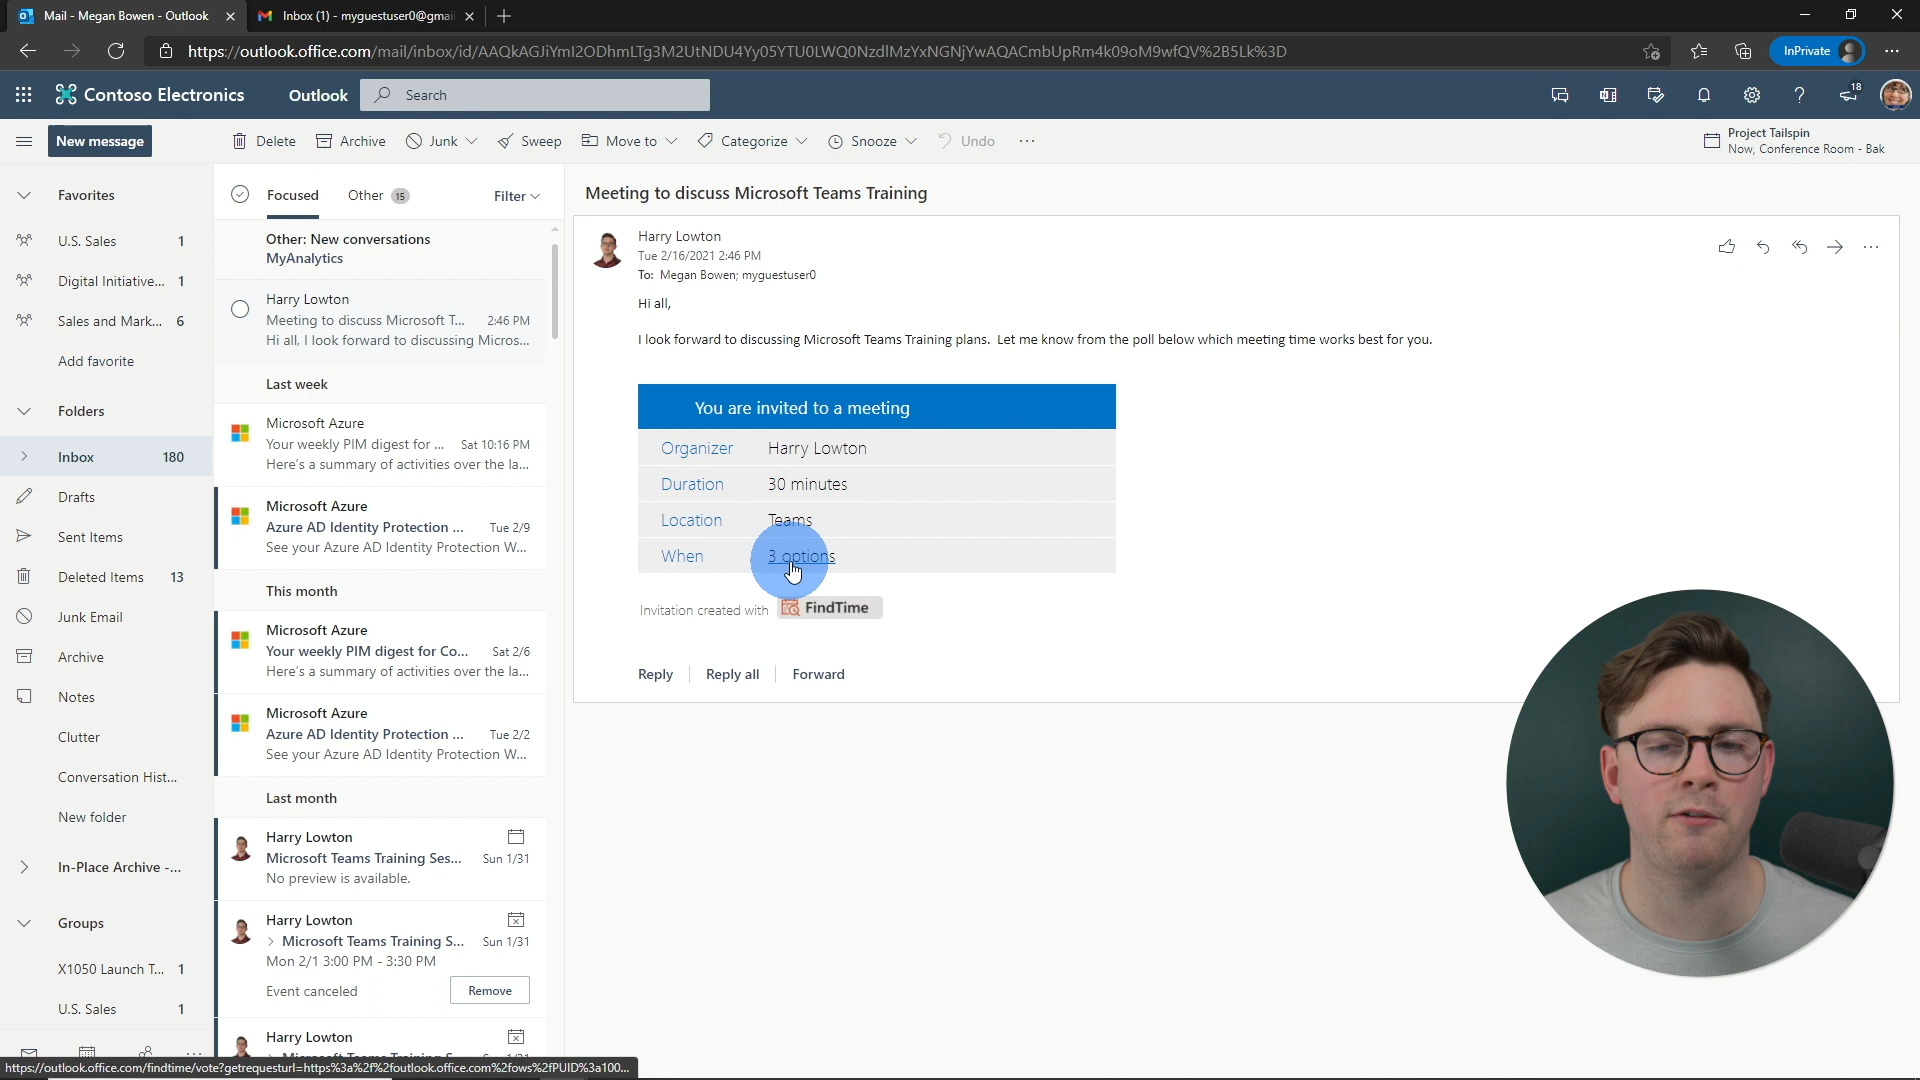 Mail - Megan Bowen - Outlook
Inbox (1) - myguestuser0@gmai
https://outlook.office.com/mail/inbox/id/AAQkAGJiYmI2ODhmLTg3M2UtNDU4Yy05YTU0LWQ0NzdlMzYxNGNjYwAQACmbUpRm4k09oM9wfQV%2B5Lk%3D
InPrivate
Contoso Electronics
Outlook
Search
18
New message
Delete
Archive
Junk
Sweep
Move to
Categorize
Snooze
Undo
Project Tailspin
Now, Conference Room - Bak
Favorites
U.S. Sales 1
Digital Initiative... 1
Sales and Mark... 6
Add favorite
Folders
Inbox 180
Drafts
Sent Items
Deleted Items 13
Junk Email
Archive
Notes
Clutter
Conversation Hist...
New folder
In-Place Archive -...
Groups
X1050 Launch T... 1
U.S. Sales 1
Focused
Other 15
Filter
Other: New conversations
MyAnalytics
Harry Lowton
Meeting to discuss Microsoft T... 2:46 PM
Hi all, I look forward to discussing Micros...
Last week
Microsoft Azure
Your weekly PIM digest for ... Sat 10:16 PM
Here's a summary of activities over the la...
Microsoft Azure
Azure AD Identity Protection ... Tue 2/9
See your Azure AD Identity Protection W...
This month
Microsoft Azure
Your weekly PIM digest for Co... Sat 2/6
Here's a summary of activities over the la...
Microsoft Azure
Azure AD Identity Protection ... Tue 2/2
See your Azure AD Identity Protection W...
Last month
Harry Lowton
Microsoft Teams Training Ses... Sun 1/31
No preview is available.
Harry Lowton
Microsoft Teams Training S... Sun 1/31
Mon 2/1 3:00 PM - 3:30 PM
Event canceled
Remove
Harry Lowton
Meeting to discuss Microsoft Teams Training
Harry Lowton
Tue 2/16/2021 2:46 PM
To: Megan Bowen; myguestuser0
Hi all,
I look forward to discussing Microsoft Teams Training plans. Let me know from the poll below which meeting time works best for you.
You are invited to a meeting
Organizer Harry Lowton
Duration 30 minutes
Location Teams
When 3 options
Invitation created with FindTime
Reply
Reply all
Forward
https://outlook.office.com/findtime/vote?getrequesturl=https%3a%2f%2foutlook.office.com%2fows%2fPUID%3a100...